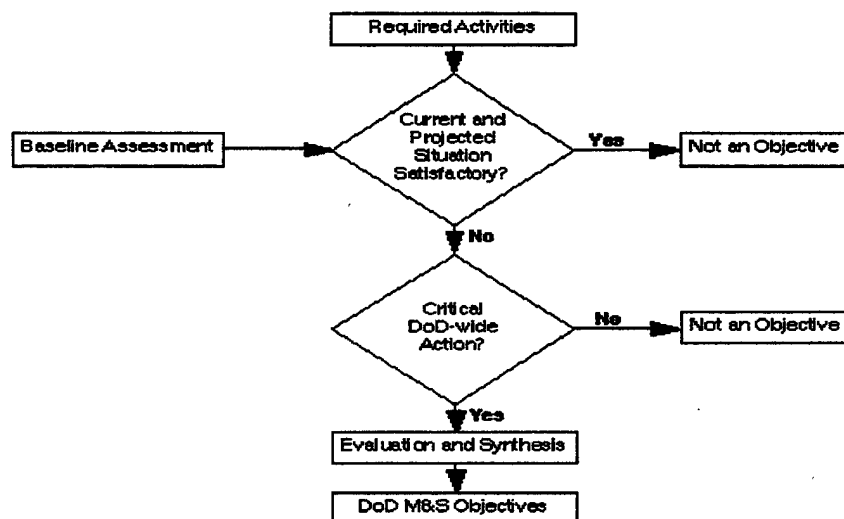 Required Activities
Current and
Projected
Situation
Satisfactory?
Baseline Assessment
Yes
Not an Objective
No
Critical
DoD-wide
Action?
No
Not an Objective
Yes
Evaluation and Synthesis
DoD M&S Objectives